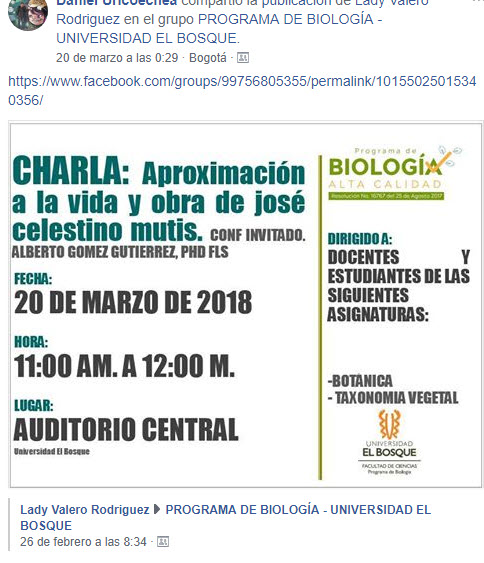 Daniel Uricoechea compartió la publicación de Lady Valero
Rodriguez en el grupo PROGRAMA DE BIOLOGÍA -
UNIVERSIDAD EL BOSQUE.
20 de marzo a las 0:29 · Bogotá ·
https://www.facebook.com/groups/99756805355/permalink/1015502501534
0356/
CHARLA: Aproximación
a la vida y obra de josé
celestino mutis. CONF INVITADO.
ALBERTO GOMEZ GUTIERREZ, PHD FLS
FECHA:
20 DE MARZO DE 2018
HORA:
11:00 AM. A 12:00 M.
LUGAR:
AUDITORIO CENTRAL
Universidad El Bosque
Programa de
BIOLOGÍA
ALTA CALIDAD
Resolución No. 16767 del 25 de Agosto 2017
DIRIGIDO A:
DOCENTES Y
ESTUDIANTES DE LAS
SIGUIENTES
ASIGNATURAS:
-BOTÁNICA
- TAXONOMIA VEGETAL
UNIVERSIDAD
EL BOSQUE
FACULTAD DE CIENCIAS
Programa de Biología
Lady Valero Rodriguez ▶ PROGRAMA DE BIOLOGÍA - UNIVERSIDAD EL
BOSQUE
26 de febrero a las 8:34 ·